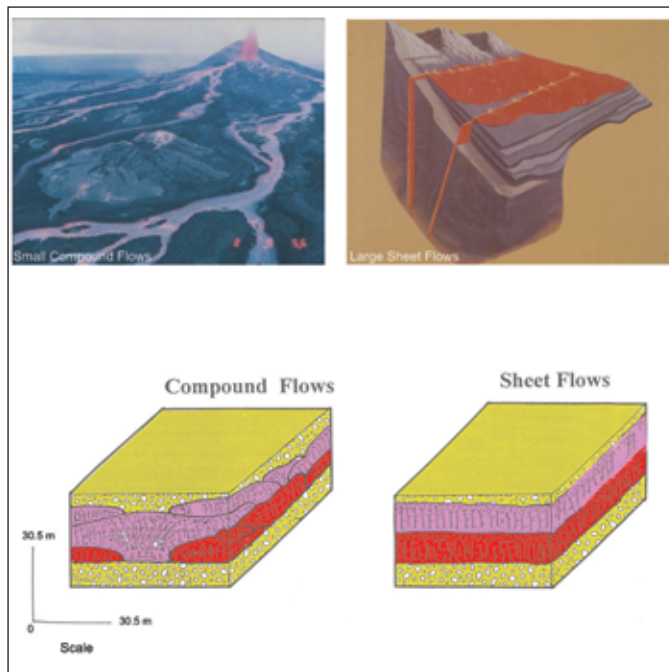 Small Compound Flows
Large Sheet Flows
Compound Flows
Sheet Flows
30.5 m
0
30.5 m
Scale